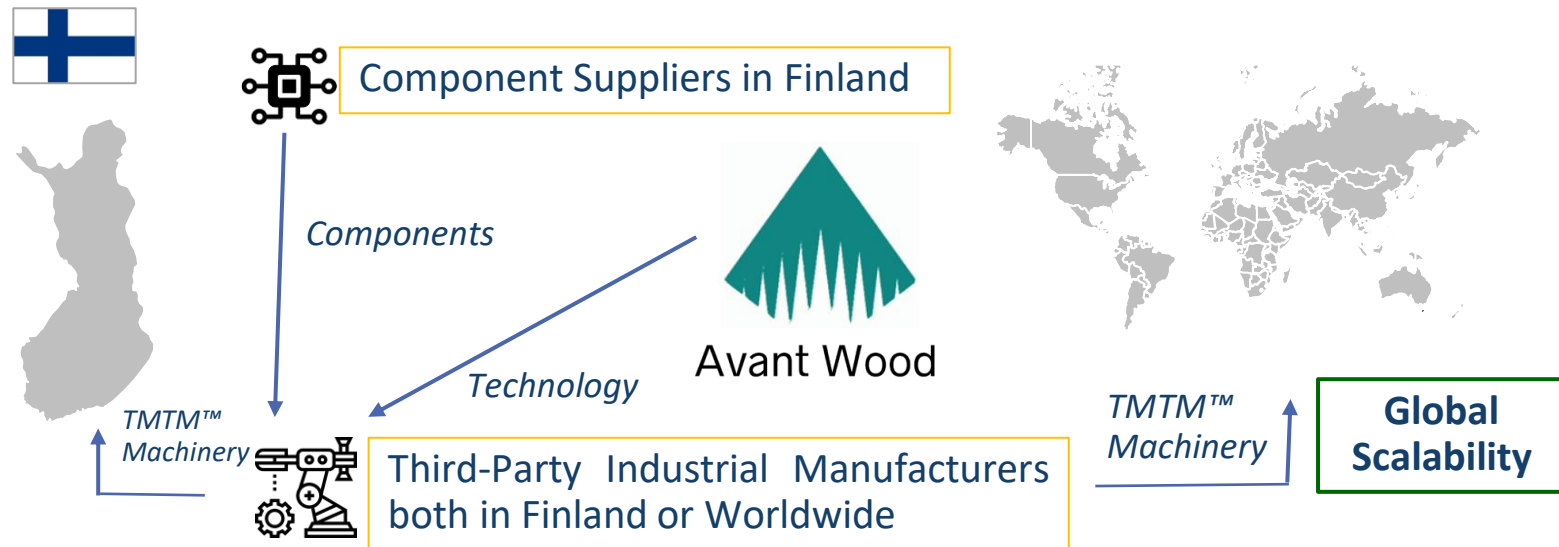 Component Suppliers in Finland
Components
Avant Wood
Technology
TMTM™
Machinery
Third-Party Industrial Manufacturers
both in Finland or Worldwide
TMTM™
Machinery
Global
Scalability